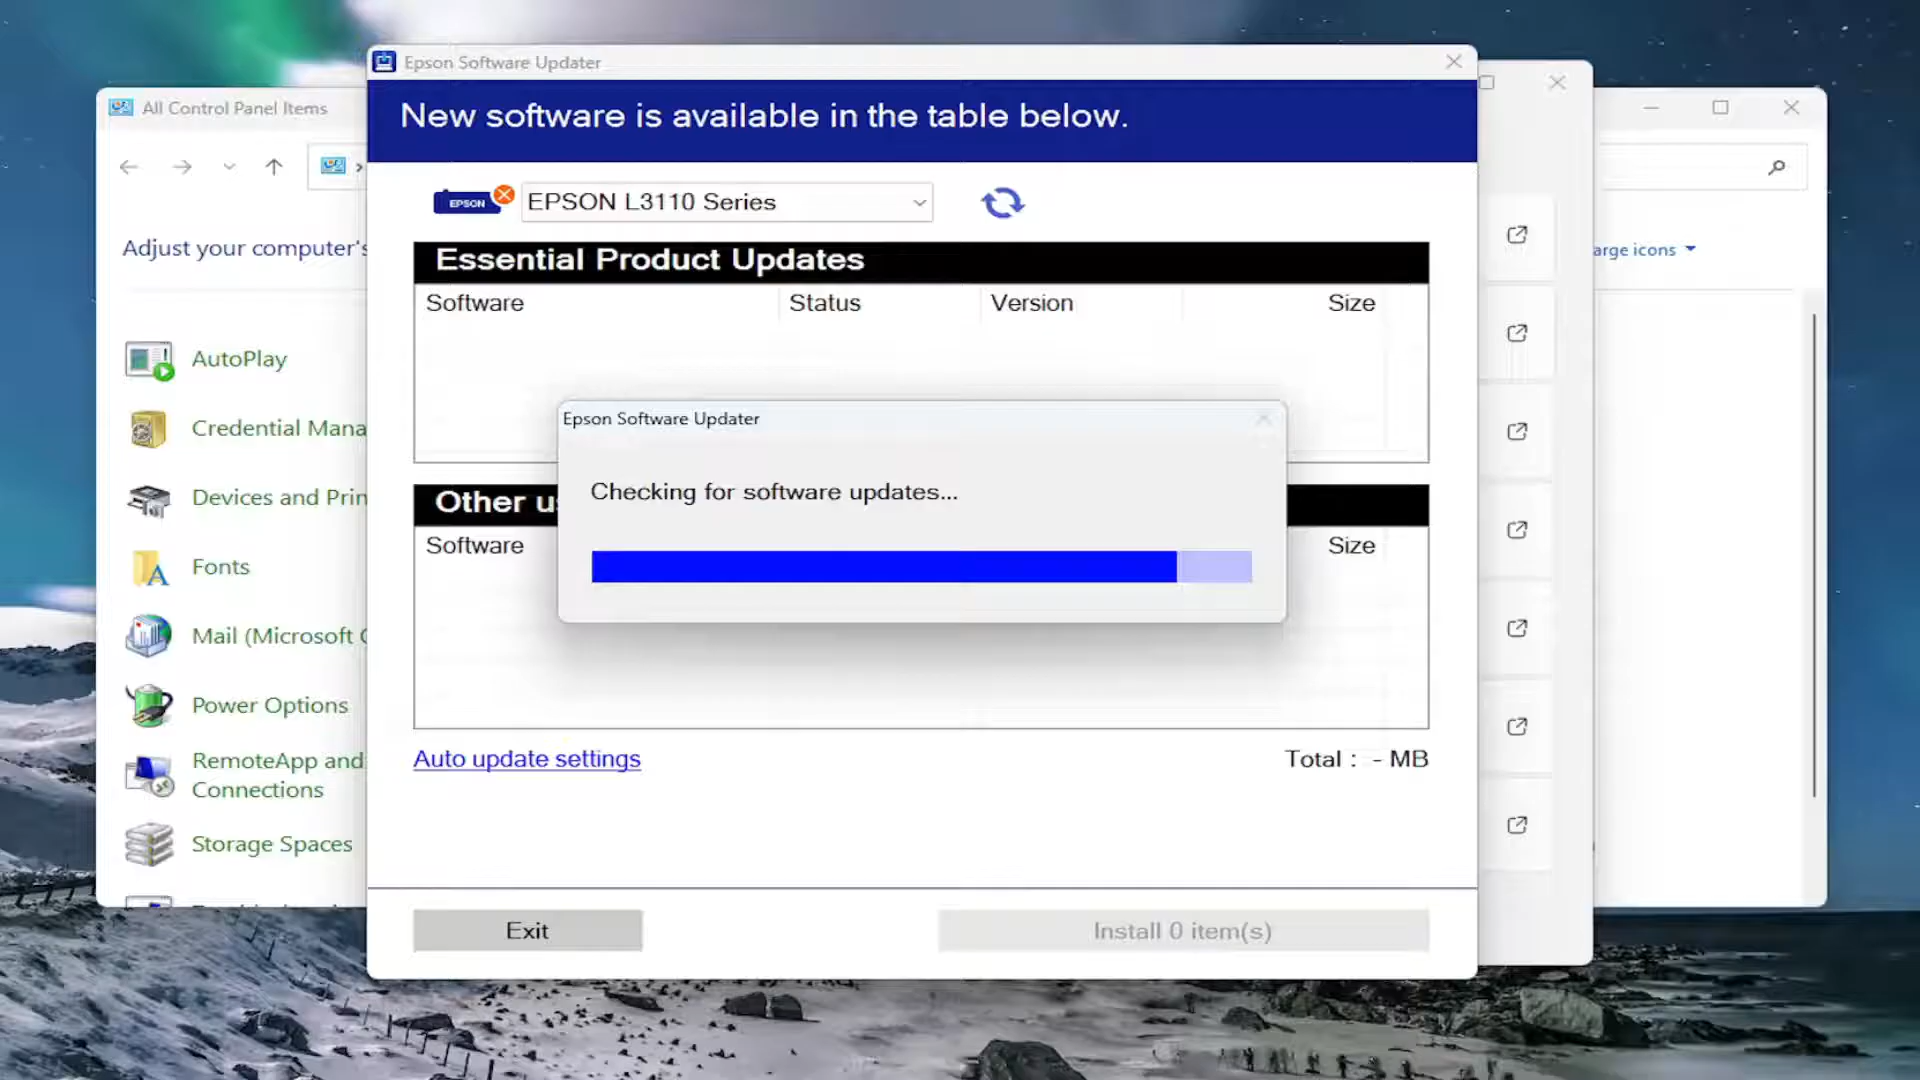 Epson Software Updater
All Control Panel Items
New software is available in the table below.
EPSON
EPSON L3110 Series
Adjust your computer's
arge icons
Essential Product Updates
Software Status Version Size
AutoPlay
Credential Mana
Epson Software Updater
Checking for software updates...
Devices and Prin
Other us
Software Size
Fonts
Mail (Microsoft O
Power Options
RemoteApp and
Connections
Auto update settings
Total : - MB
Storage Spaces
Exit
Install 0 item(s)